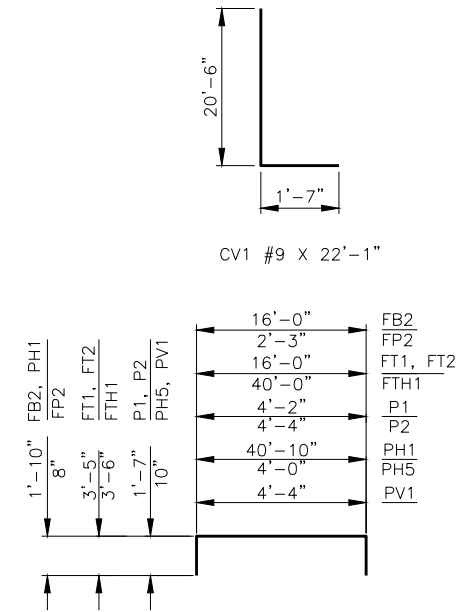 20'-6"
1'-7"
CV1 #9 X 22'-1"
16'-0" FB2
2'-3" FP2
16'-0" FT1, FT2
40'-0" FTH1
4'-2" P1
4'-4" P2
40'-10" PH1
4'-0" PH5
4'-4" PV1
1'-10" FB2, PH1
8" FP2
3'-5" FT1, FT2
3'-6" FTH1
1'-7" P1, P2
10" PH5, PV1